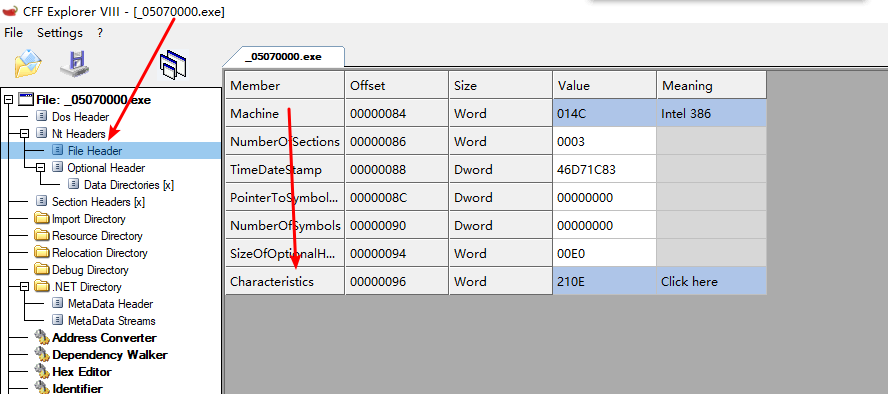 CFF Explorer VIII - [_05070000.exe]
File Settings ?
_05070000.exe
File: _05070000.exe
Dos Header
Nt Headers
File Header
Optional Header
Data Directories [x]
Section Headers [x]
Import Directory
Resource Directory
Relocation Directory
Debug Directory
.NET Directory
MetaData Header
MetaData Streams
Address Converter
Dependency Walker
Hex Editor
Identifier
Member Offset Size Value Meaning
Machine 00000084 Word 014C Intel 386
NumberOfSections 00000086 Word 0003
TimeDateStamp 00000088 Dword 46D71C83
PointerToSymbol... 0000008C Dword 00000000
NumberOfSymbols 00000090 Dword 00000000
SizeOfOptionalH... 00000094 Word 00E0
Characteristics 00000096 Word 210E Click here